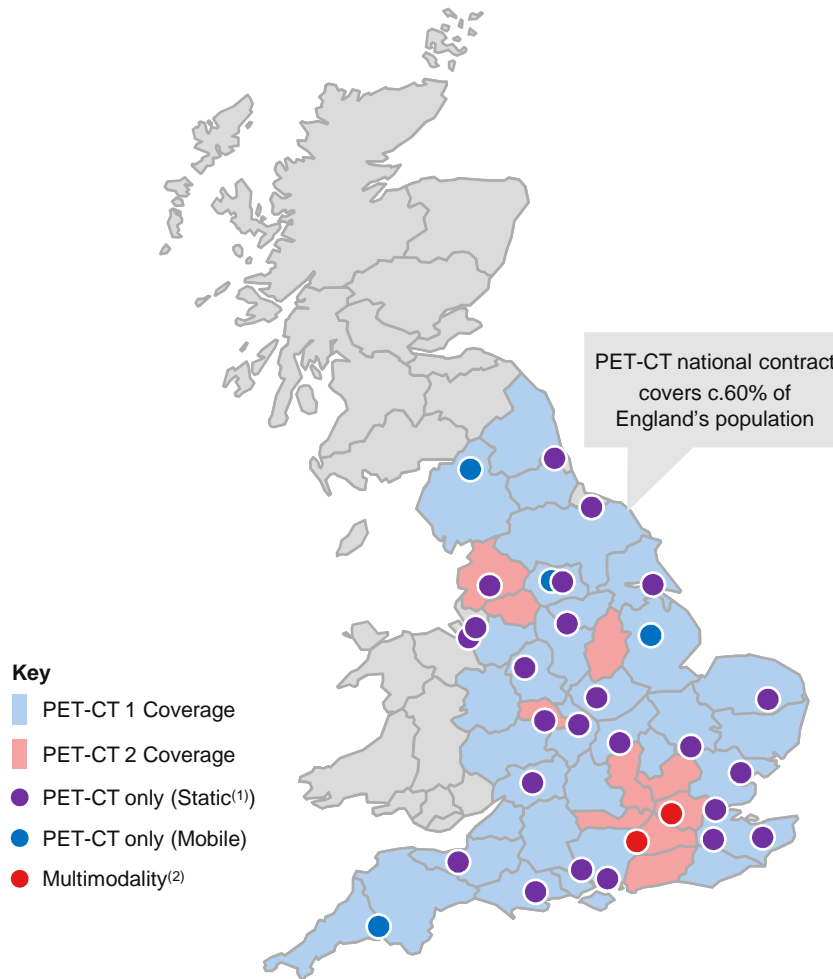 PET-CT national contract
covers c.60% of
England's population
Key
PET-CT 1 Coverage
PET-CT 2 Coverage
PET-CT only (Static(1))
PET-CT only (Mobile)
Multimodality(2)